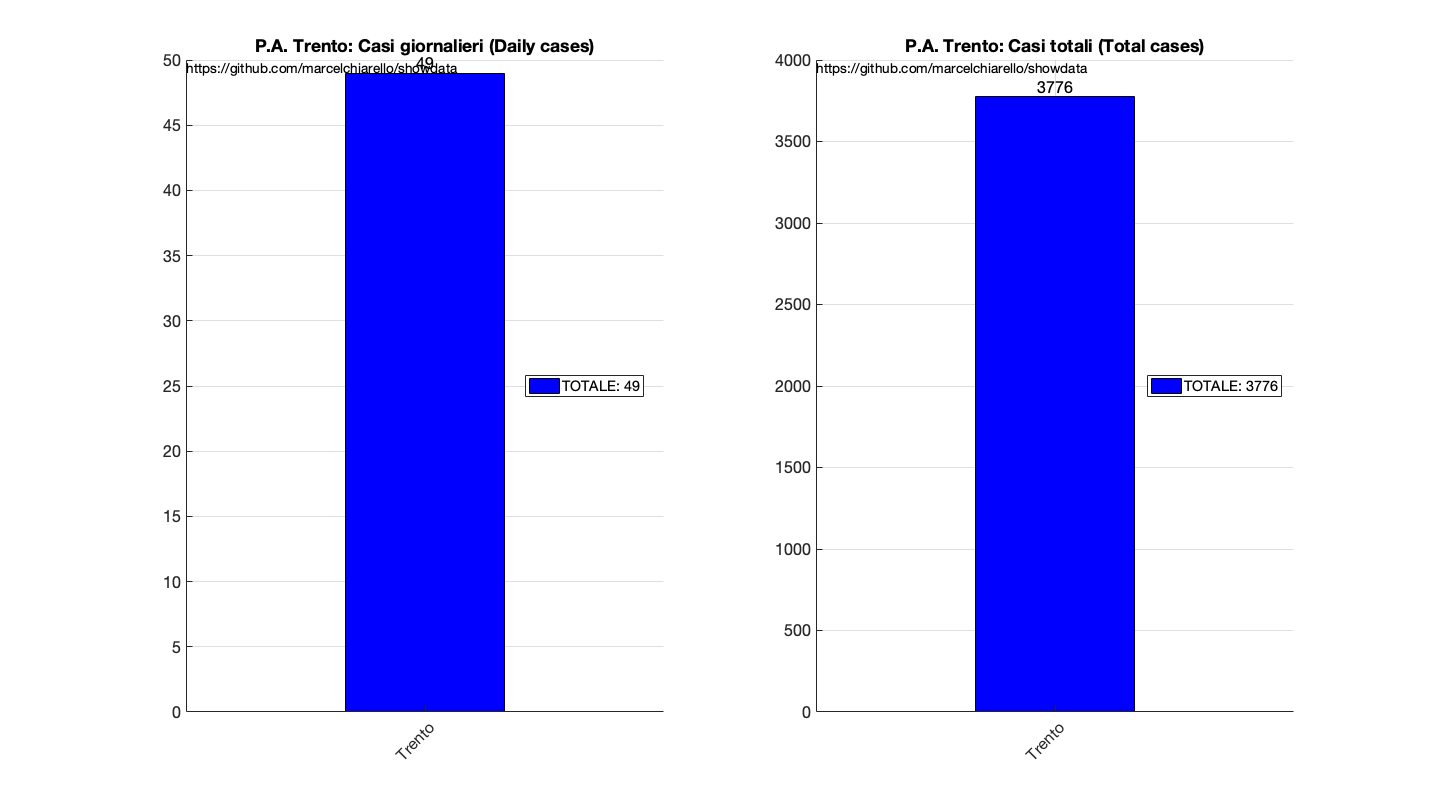 P.A. Trento: Casi giornalieri (Daily cases)
50
https://github.com/marcelchiarello/showdata
49
45
40
35
30
25
20
15
10
5
0
TOTALE: 49
Trento
P.A. Trento: Casi totali (Total cases)
4000
https://github.com/marcelchiarello/showdata
3776
3500
3000
2500
2000
1500
1000
500
0
TOTALE: 3776
Trento